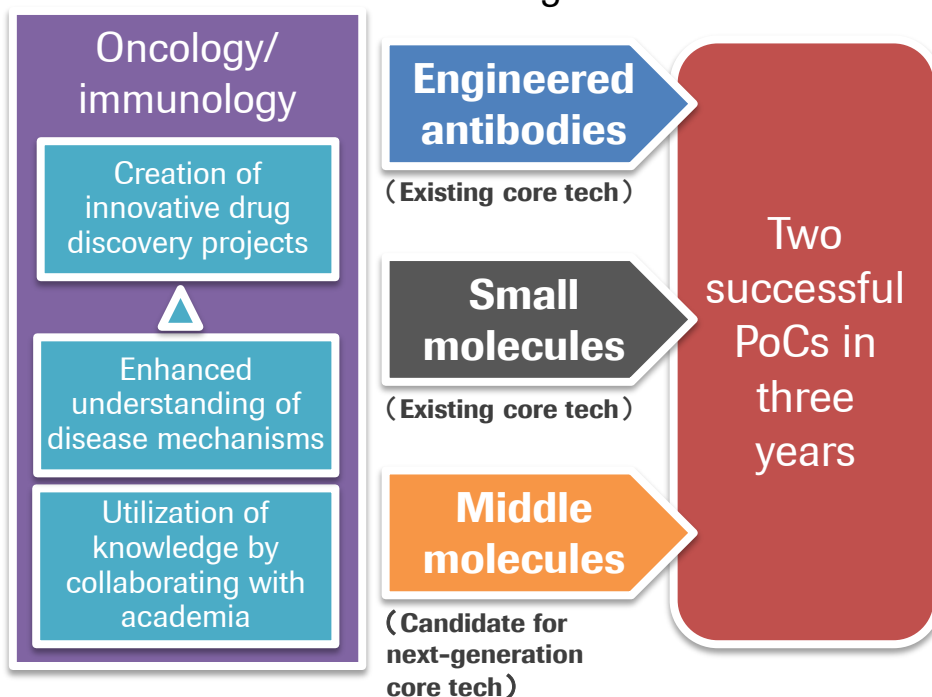 Oncology/
immunology
Creation of
innovative drug
discovery projects
Enhanced
understanding of
disease mechanisms
Utilization of
knowledge by
collaborating with
academia
Engineered
antibodies
(Existing core tech)
Small
molecules
(Existing core tech)
Middle
molecules
(Candidate for
next-generation
core tech)
Two
successful
PoCs in
three
years